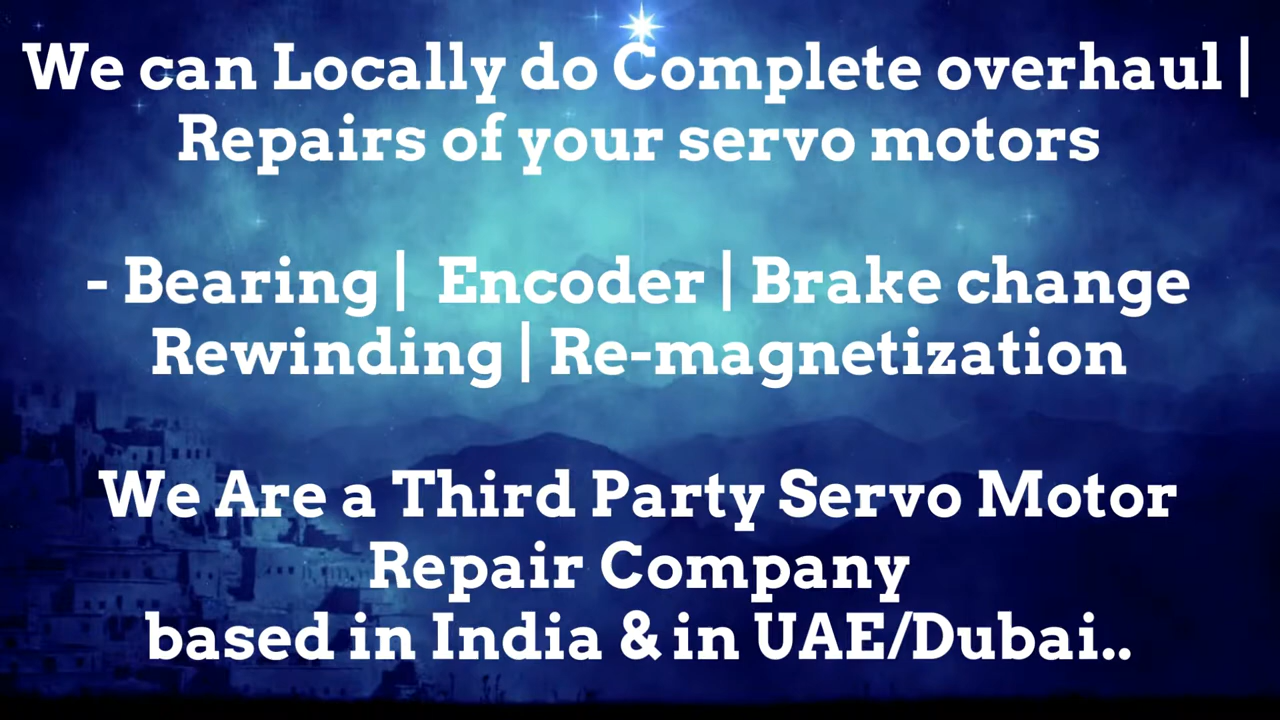 We can Locally do Complete overhaul |
Repairs of your servo motors
- Bearing | Encoder | Brake change
Rewinding | Re-magnetization
We Are a Third Party Servo Motor
Repair Company
based in India & in UAE/Dubai..